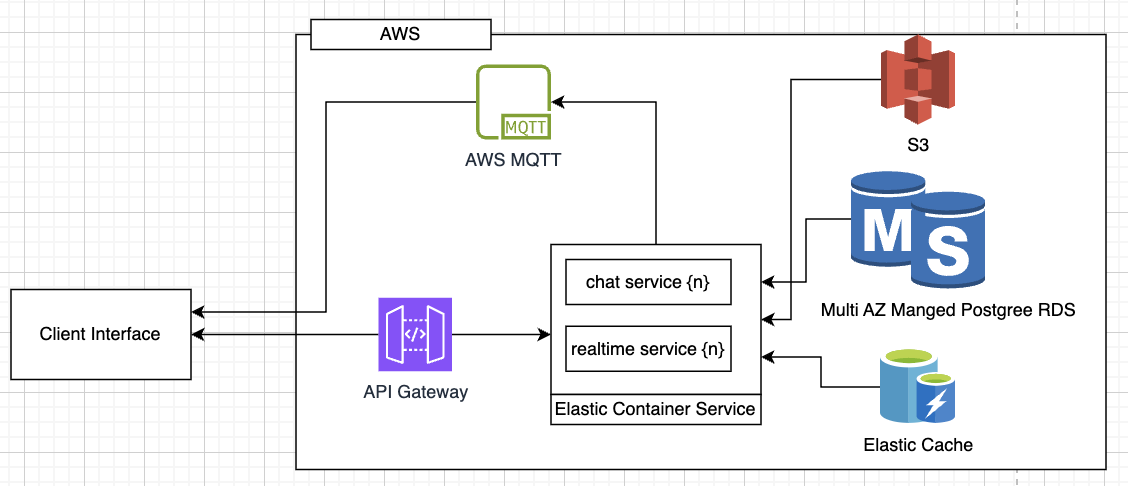 AWS
MQTT
AWS MQTT
S3
M
S
Multi AZ Manged Postgree RDS
chat service {n}
realtime service {n}
Elastic Container Service
Client Interface
</>
API Gateway
Elastic Cache